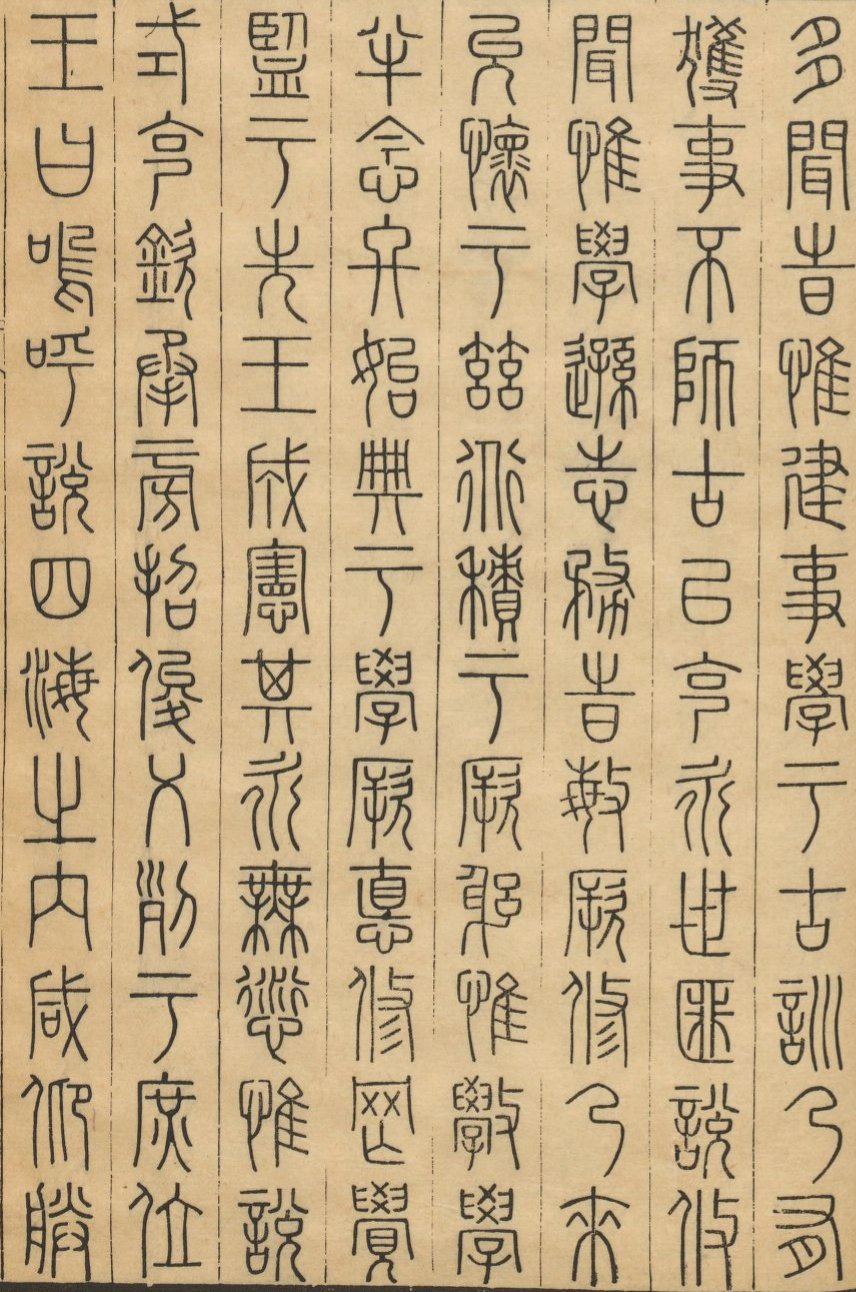 多聞時惟建事學于古訓乃有
獲事不師古以克永世匪說攸
聞惟學遜志務時敏厥修乃來
允懷于茲道積于厥躬惟斆學
半念終始典于學厥悳修罔覺
監于先王成憲其永無愆惟說
式克欽承旁招俊乂列于庶位
王曰嗚呼說四海之內咸仰朕